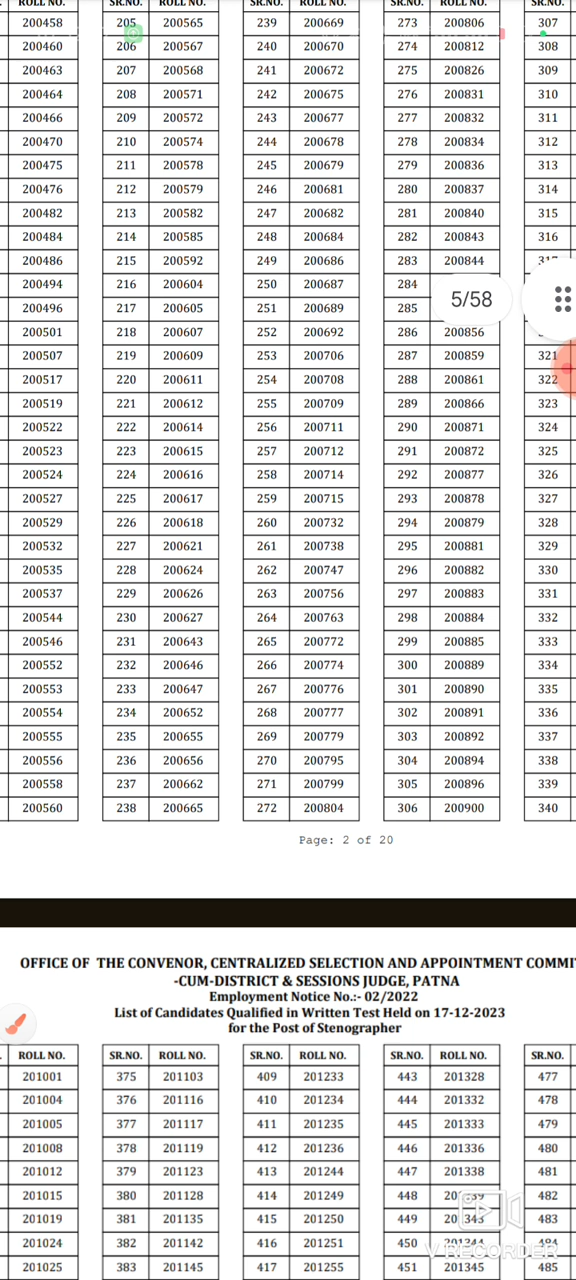 ROLL NO. SR.NO. ROLL NO. SR.NO. ROLL NO. SR.NO. ROLL NO. SR.NO.
200458 205 200565 239 200669 273 200806 307
200460 206 200567 240 200670 274 200812 308
200463 207 200568 241 200672 275 200826 309
200464 208 200571 242 200675 276 200831 310
200466 209 200572 243 200677 277 200832 311
200470 210 200574 244 200678 278 200834 312
200475 211 200578 245 200679 279 200836 313
200476 212 200579 246 200681 280 200837 314
200482 213 200582 247 200682 281 200840 315
200484 214 200585 248 200684 282 200843 316
200486 215 200592 249 200686 283 200844
200494 216 200604 250 200687 284
5/58
200496 217 200605 251 200689 285
200501 218 200607 252 200692 286 200856
200507 219 200609 253 200706 287 200859 321
200517 220 200611 254 200708 288 200861 322
200519 221 200612 255 200709 289 200866 323
200522 222 200614 256 200711 290 200871 324
200523 223 200615 257 200712 291 200872 325
200524 224 200616 258 200714 292 200877 326
200527 225 200617 259 200715 293 200878 327
200529 226 200618 260 200732 294 200879 328
200532 227 200621 261 200738 295 200881 329
200535 228 200624 262 200747 296 200882 330
200537 229 200626 263 200756 297 200883 331
200544 230 200627 264 200763 298 200884 332
200546 231 200643 265 200772 299 200885 333
200552 232 200646 266 200774 300 200889 334
200553 233 200647 267 200776 301 200890 335
200554 234 200652 268 200777 302 200891 336
200555 235 200655 269 200779 303 200892 337
200556 236 200656 270 200795 304 200894 338
200558 237 200662 271 200799 305 200896 339
200560 238 200665 272 200804 306 200900 340
Page: 2 of 20
OFFICE OF THE CONVENOR, CENTRALIZED SELECTION AND APPOINTMENT COMMI
-CUM-DISTRICT & SESSIONS JUDGE, PATNA
Employment Notice No.:- 02/2022
List of Candidates Qualified in Written Test Held on 17-12-2023
for the Post of Stenographer
. ROLL NO. SR.NO. ROLL NO. SR.NO. ROLL NO. SR.NO. ROLL NO. SR.NO.
201001 375 201103 409 201233 443 201328 477
201004 376 201116 410 201234 444 201332 478
201005 377 201117 411 201235 445 201333 479
201008 378 201119 412 201236 446 201336 480
201012 379 201123 413 201244 447 201338 481
201015 380 201128 414 201249 448 482
201019 381 201135 415 201250 449 201343 483
201024 382 201142 416 201251 450 201344 484
201025 383 201145 417 201255 451 201345 485
V RECORDER